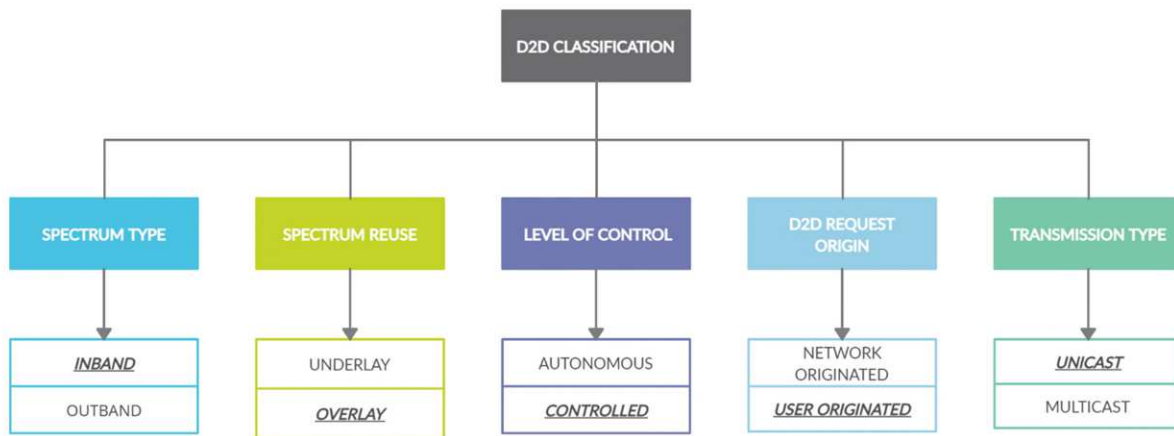 D2D CLASSIFICATION
SPECTRUM TYPE
SPECTRUM REUSE
LEVEL OF CONTROL
D2D REQUEST
ORIGIN
TRANSMISSION TYPE
INBAND
OUTBAND
UNDERLAY
OVERLAY
AUTONOMOUS
CONTROLLED
NETWORK
ORIGINATED
USER ORIGINATED
UNICAST
MULTICAST